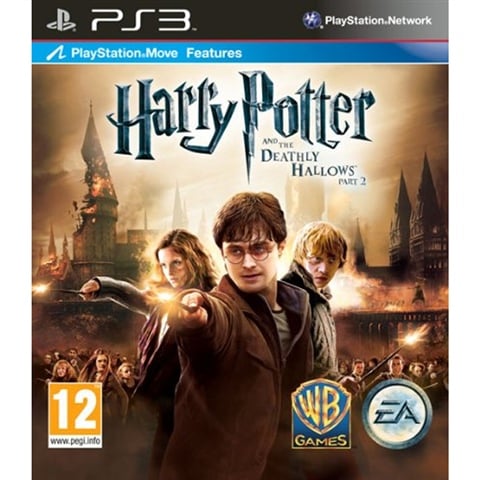 PS3
PlayStation®Network
PlayStation®Move Features
Harry Potter
AND THE
DEATHLY
HALLOWS™
PART 2
12
www.pegi.info
WB
GAMES
EA